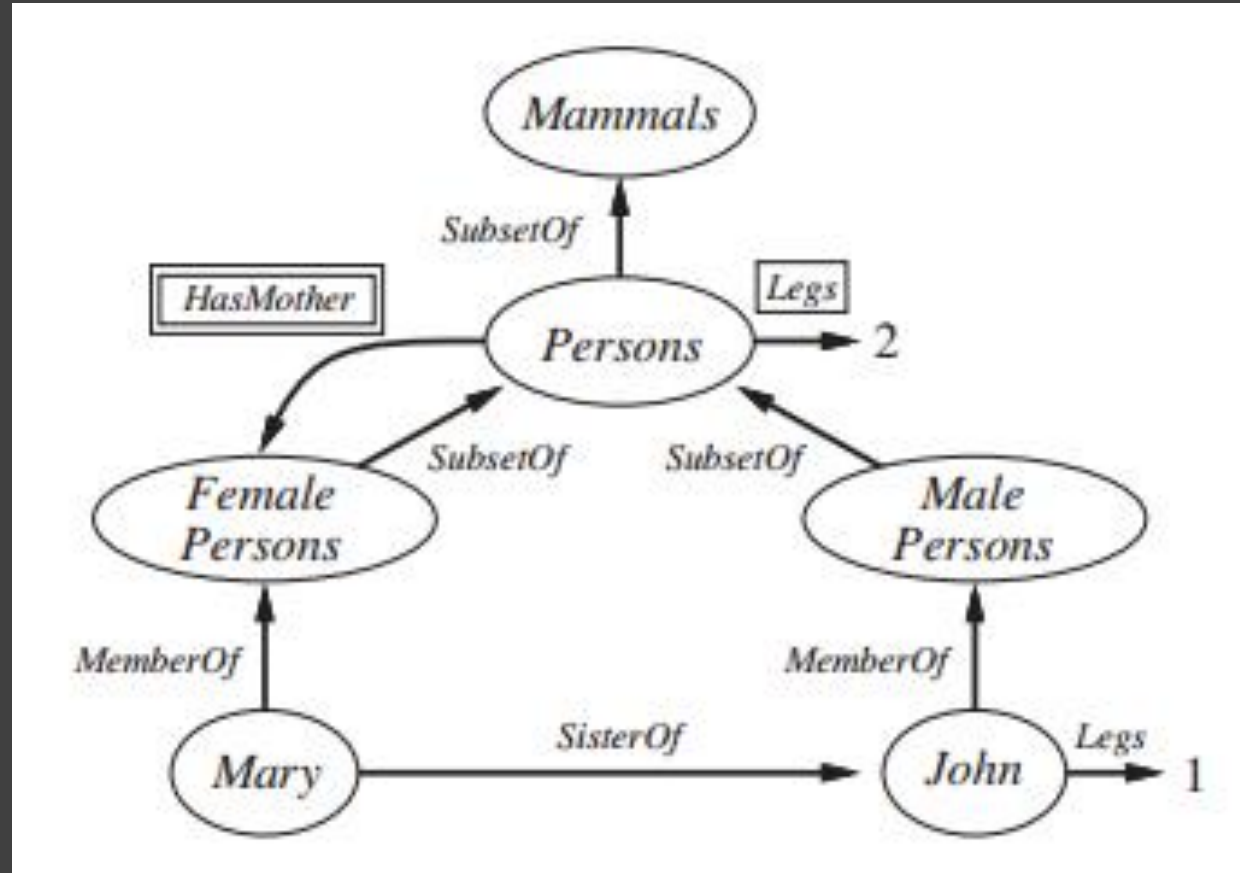 Mammals
SubsetOf
HasMother
Legs
Persons
2
SubsetOf
SubsetOf
Female
Persons
Male
Persons
MemberOf
MemberOf
SisterOf
Legs
Mary
John
1